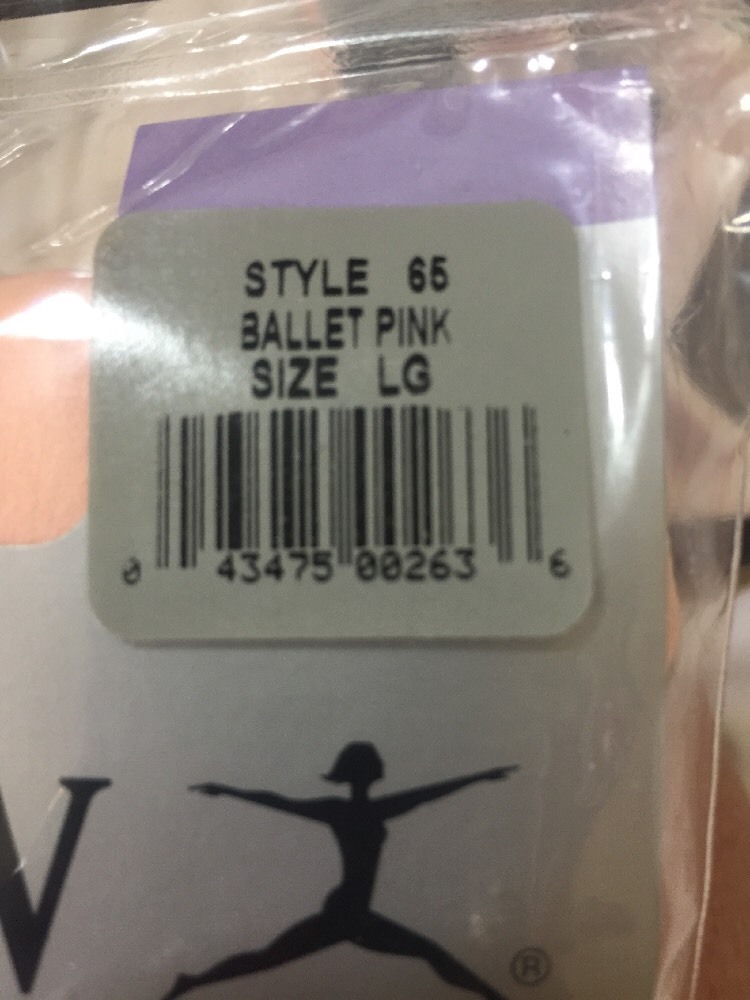 STYLE 65
BALLET PINK
SIZE LG
0 43475 00263 6
W
®